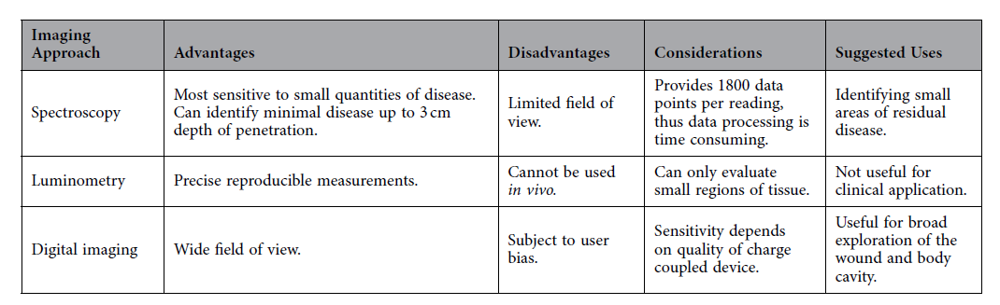 Imaging
Approach
Advantages
Disadvantages
Considerations
Suggested Uses
Spectroscopy
Most sensitive to small quantities of disease.
Can identify minimal disease up to 3 cm
depth of penetration.
Limited field of
view.
Provides 1800 data
points per reading,
thus data processing is
time consuming.
Identifying small
areas of residual
disease.
Luminometry
Precise reproducible measurements.
Cannot be used
in vivo.
Can only evaluate
small regions of tissue.
Not useful for
clinical application.
Digital imaging
Wide field of view.
Subject to user
bias.
Sensitivity depends
on quality of charge
coupled device.
Useful for broad
exploration of the
wound and body
cavity.